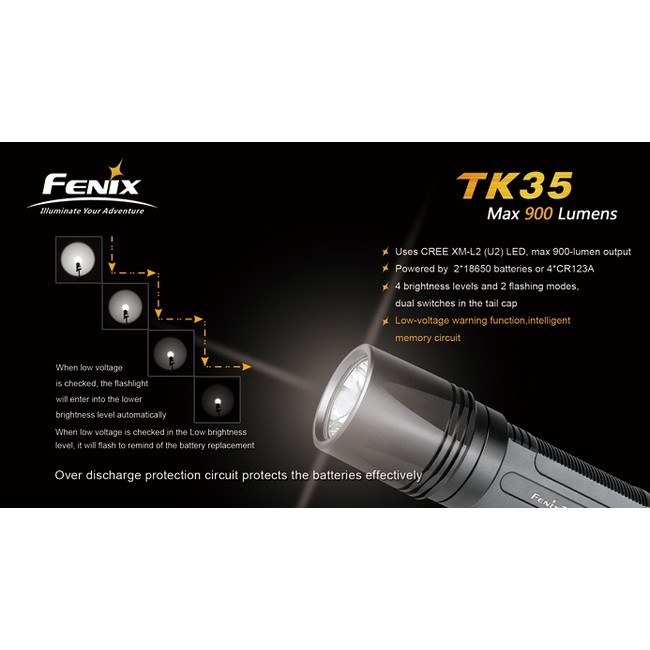 FENIX
Illuminate Your Adventure
TK35
Max 900 Lumens
Uses CREE XM-L2 (U2) LED, max 900-lumen output
Powered by 2*18650 batteries or 4*CR123A
4 brightness levels and 2 flashing modes,
dual switches in the tail cap
Low-voltage warning function,intelligent
memory circuit
When low voltage
is checked, the flashlight
will enter into the lower
brightness level automatically
When low voltage is checked in the Low brightness
level, it will flash to remind of the battery replacement
Over discharge protection circuit protects the batteries effectively
FENIX